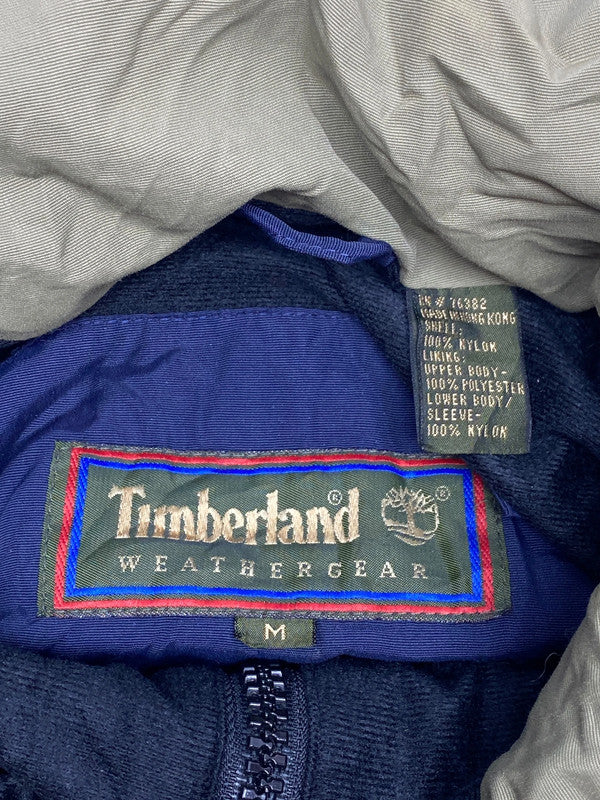 RN # 76382
MADE IN HONG KONG
SHELL:
100% NYLON
LINING:
UPPER BODY-
100% POLYESTER
LOWER BODY/
SLEEVE-
100% NYLON
Timberland®
®
WEATHERGEAR
M